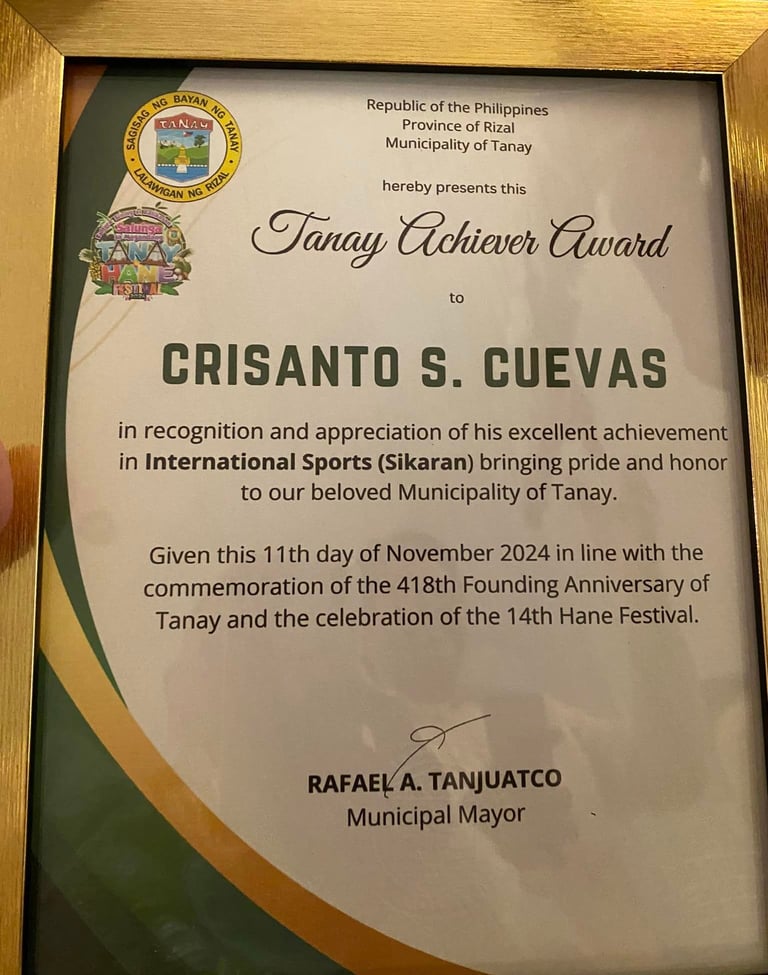 SAGISAG NG BAYAN NG TANAY
TANAY
LALAWIGAN NG RIZAL
TANAY
HANE
FESTIVAL
Republic of the Philippines
Province of Rizal
Municipality of Tanay
hereby presents this
Tanay Achiever Award
to
CRISANTO S. CUEVAS
in recognition and appreciation of his excellent achievement
in International Sports (Sikaran) bringing pride and honor
to our beloved Municipality of Tanay.
Given this 11th day of November 2024 in line with the
commemoration of the 418th Founding Anniversary of
Tanay and the celebration of the 14th Hane Festival.
RAFAEL A. TANJUATCO
Municipal Mayor